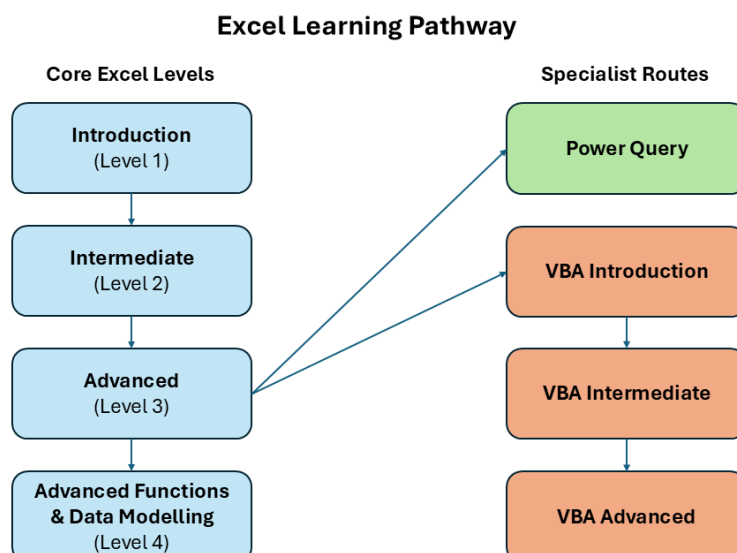 Excel Learning Pathway
Core Excel Levels
Introduction
(Level 1)
Intermediate
(Level 2)
Advanced
(Level 3)
Advanced Functions
& Data Modelling
(Level 4)
Specialist Routes
Power Query
VBA Introduction
VBA Intermediate
VBA Advanced